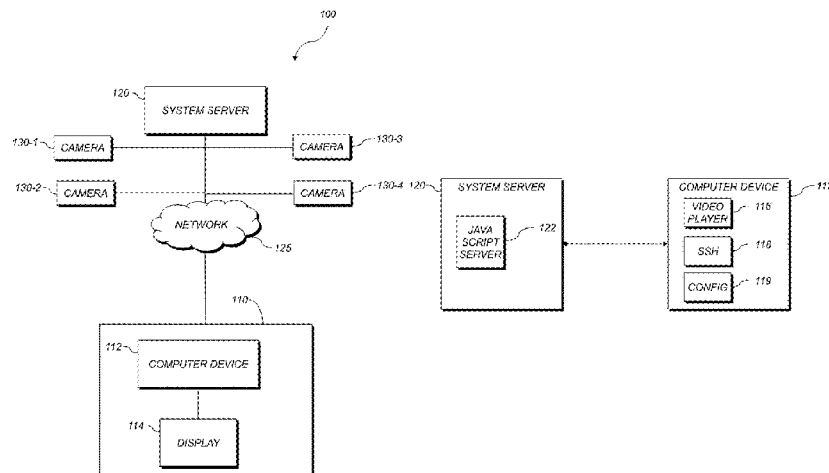 100
120
SYSTEM SERVER
130-1
CAMERA
CAMERA
130-3
130-2
CAMERA
CAMERA
130-4
NETWORK
125
110
112
COMPUTER DEVICE
114
DISPLAY
120
SYSTEM SERVER
JAVA
SCRIPT
SERVER
122
COMPUTER DEVICE
VIDEO
PLAYER
SSH
118
CONFIG
119